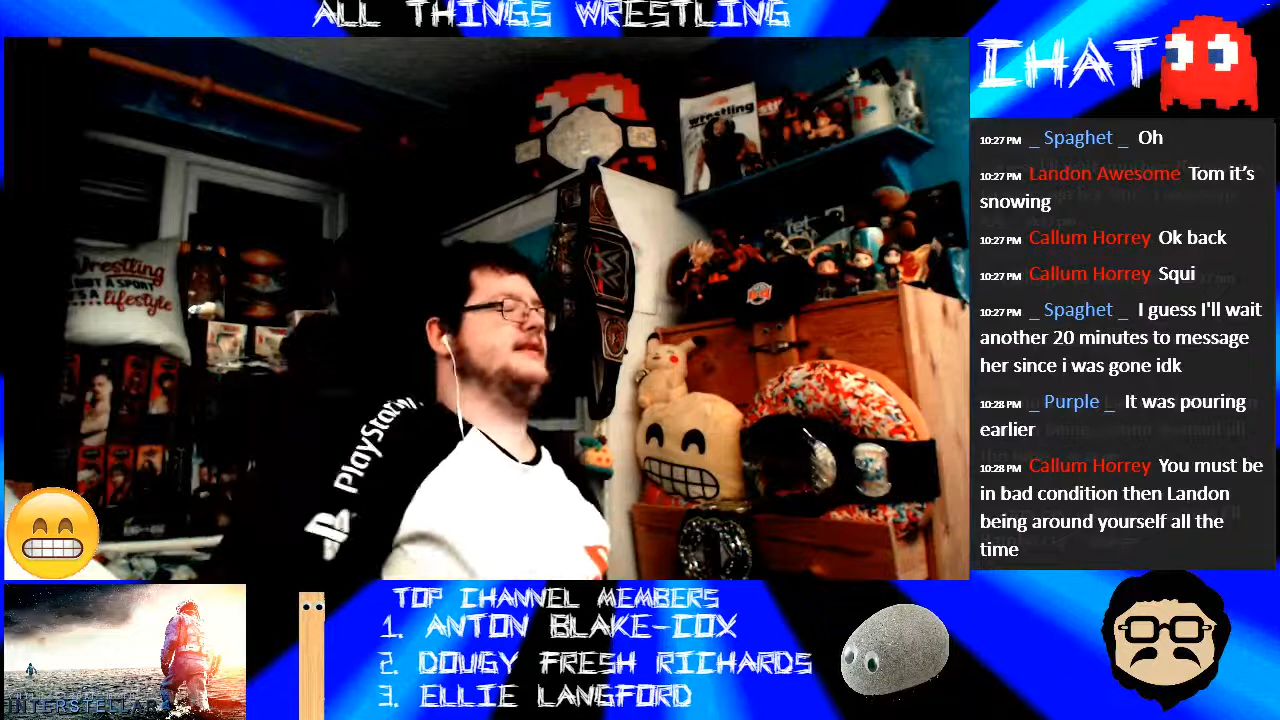 ALL THINGS WRESTLING
CHAT
10:27 PM _ Spaghet _ Oh
10:27 PM Landon Awesome Tom it's
snowing
10:27 PM Callum Horrey Ok back
10:27 PM Callum Horrey Squi
10:27 PM _ Spaghet _ I guess I'll wait
another 20 minutes to message
her since i was gone idk
10:28 PM _ Purple _ It was pouring
earlier
10:28 PM Callum Horrey You must be
in bad condition then Landon
being around yourself all the
time
wrestling
Wrestling
lifestyle
PlayStation
INTERSTELLAR
TOP CHANNEL MEMBERS
1. ANTON BLAKE-COX
2. DOUGY FRESH RICHARDS
3. ELLIE LANGFORD